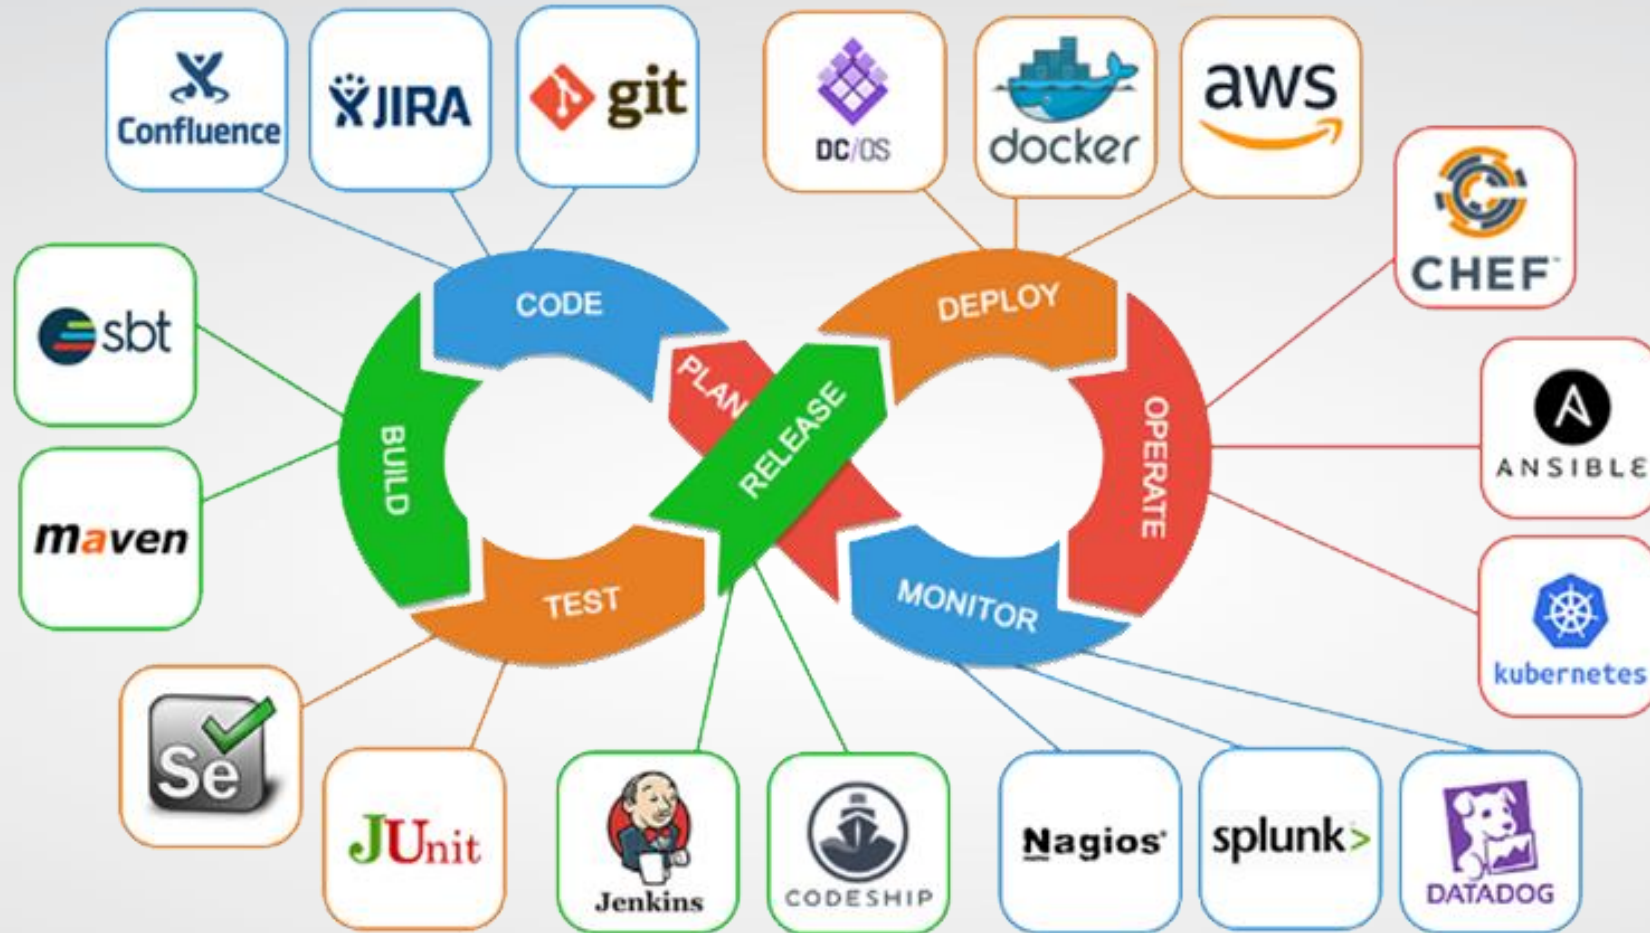 Confluence
JIRA
git
DC/OS
docker
aws
CHEF
sbt
CODE
DEPLOY
PLAN
RELEASE
BUILD
OPERATE
ANSIBLE
maven
TEST
MONITOR
kubernetes
Se
JUnit
Jenkins
CODESHIP
Nagios®
splunk>
DATADOG